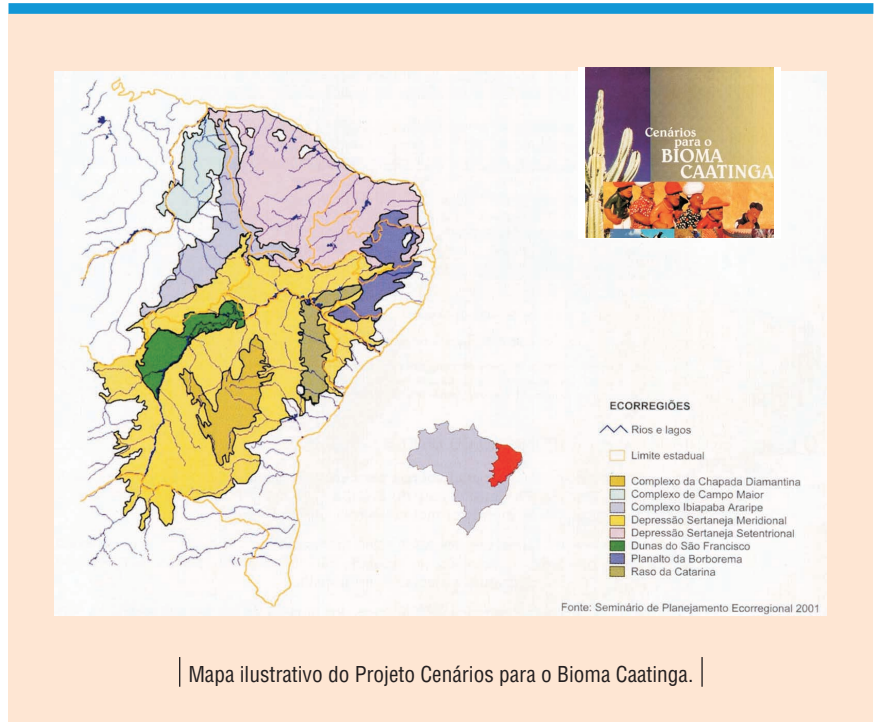 Cenários
para o
BIOMA
CAATINGA
ECORREGIÕES
Rios e lagos
Limite estadual
Complexo da Chapada Diamantina
Complexo de Campo Maior
Complexo Ibiapaba Araripe
Depressão Sertaneja Meridional
Depressão Sertaneja Setentrional
Dunas do São Francisco
Planalto da Borborema
Raso da Catarina
Fonte: Seminário de Planejamento Ecorregional 2001
Mapa ilustrativo do Projeto Cenários para o Bioma Caatinga.